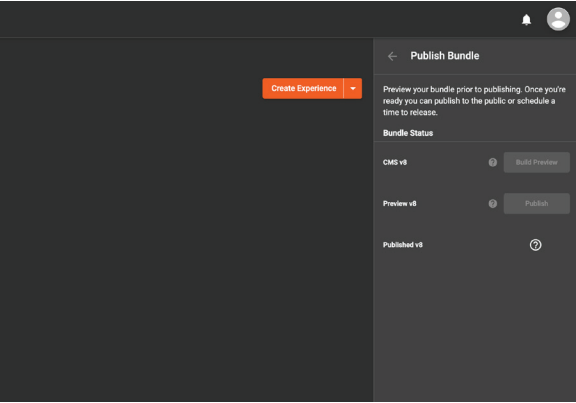 Publish Bundle
Create Experience
Preview your bundle prior to publishing. Once you're
ready you can publish to the public or schedule a
time to release.
Bundle Status
CMS v8
Build Preview
Preview v8
Publish
Published v8